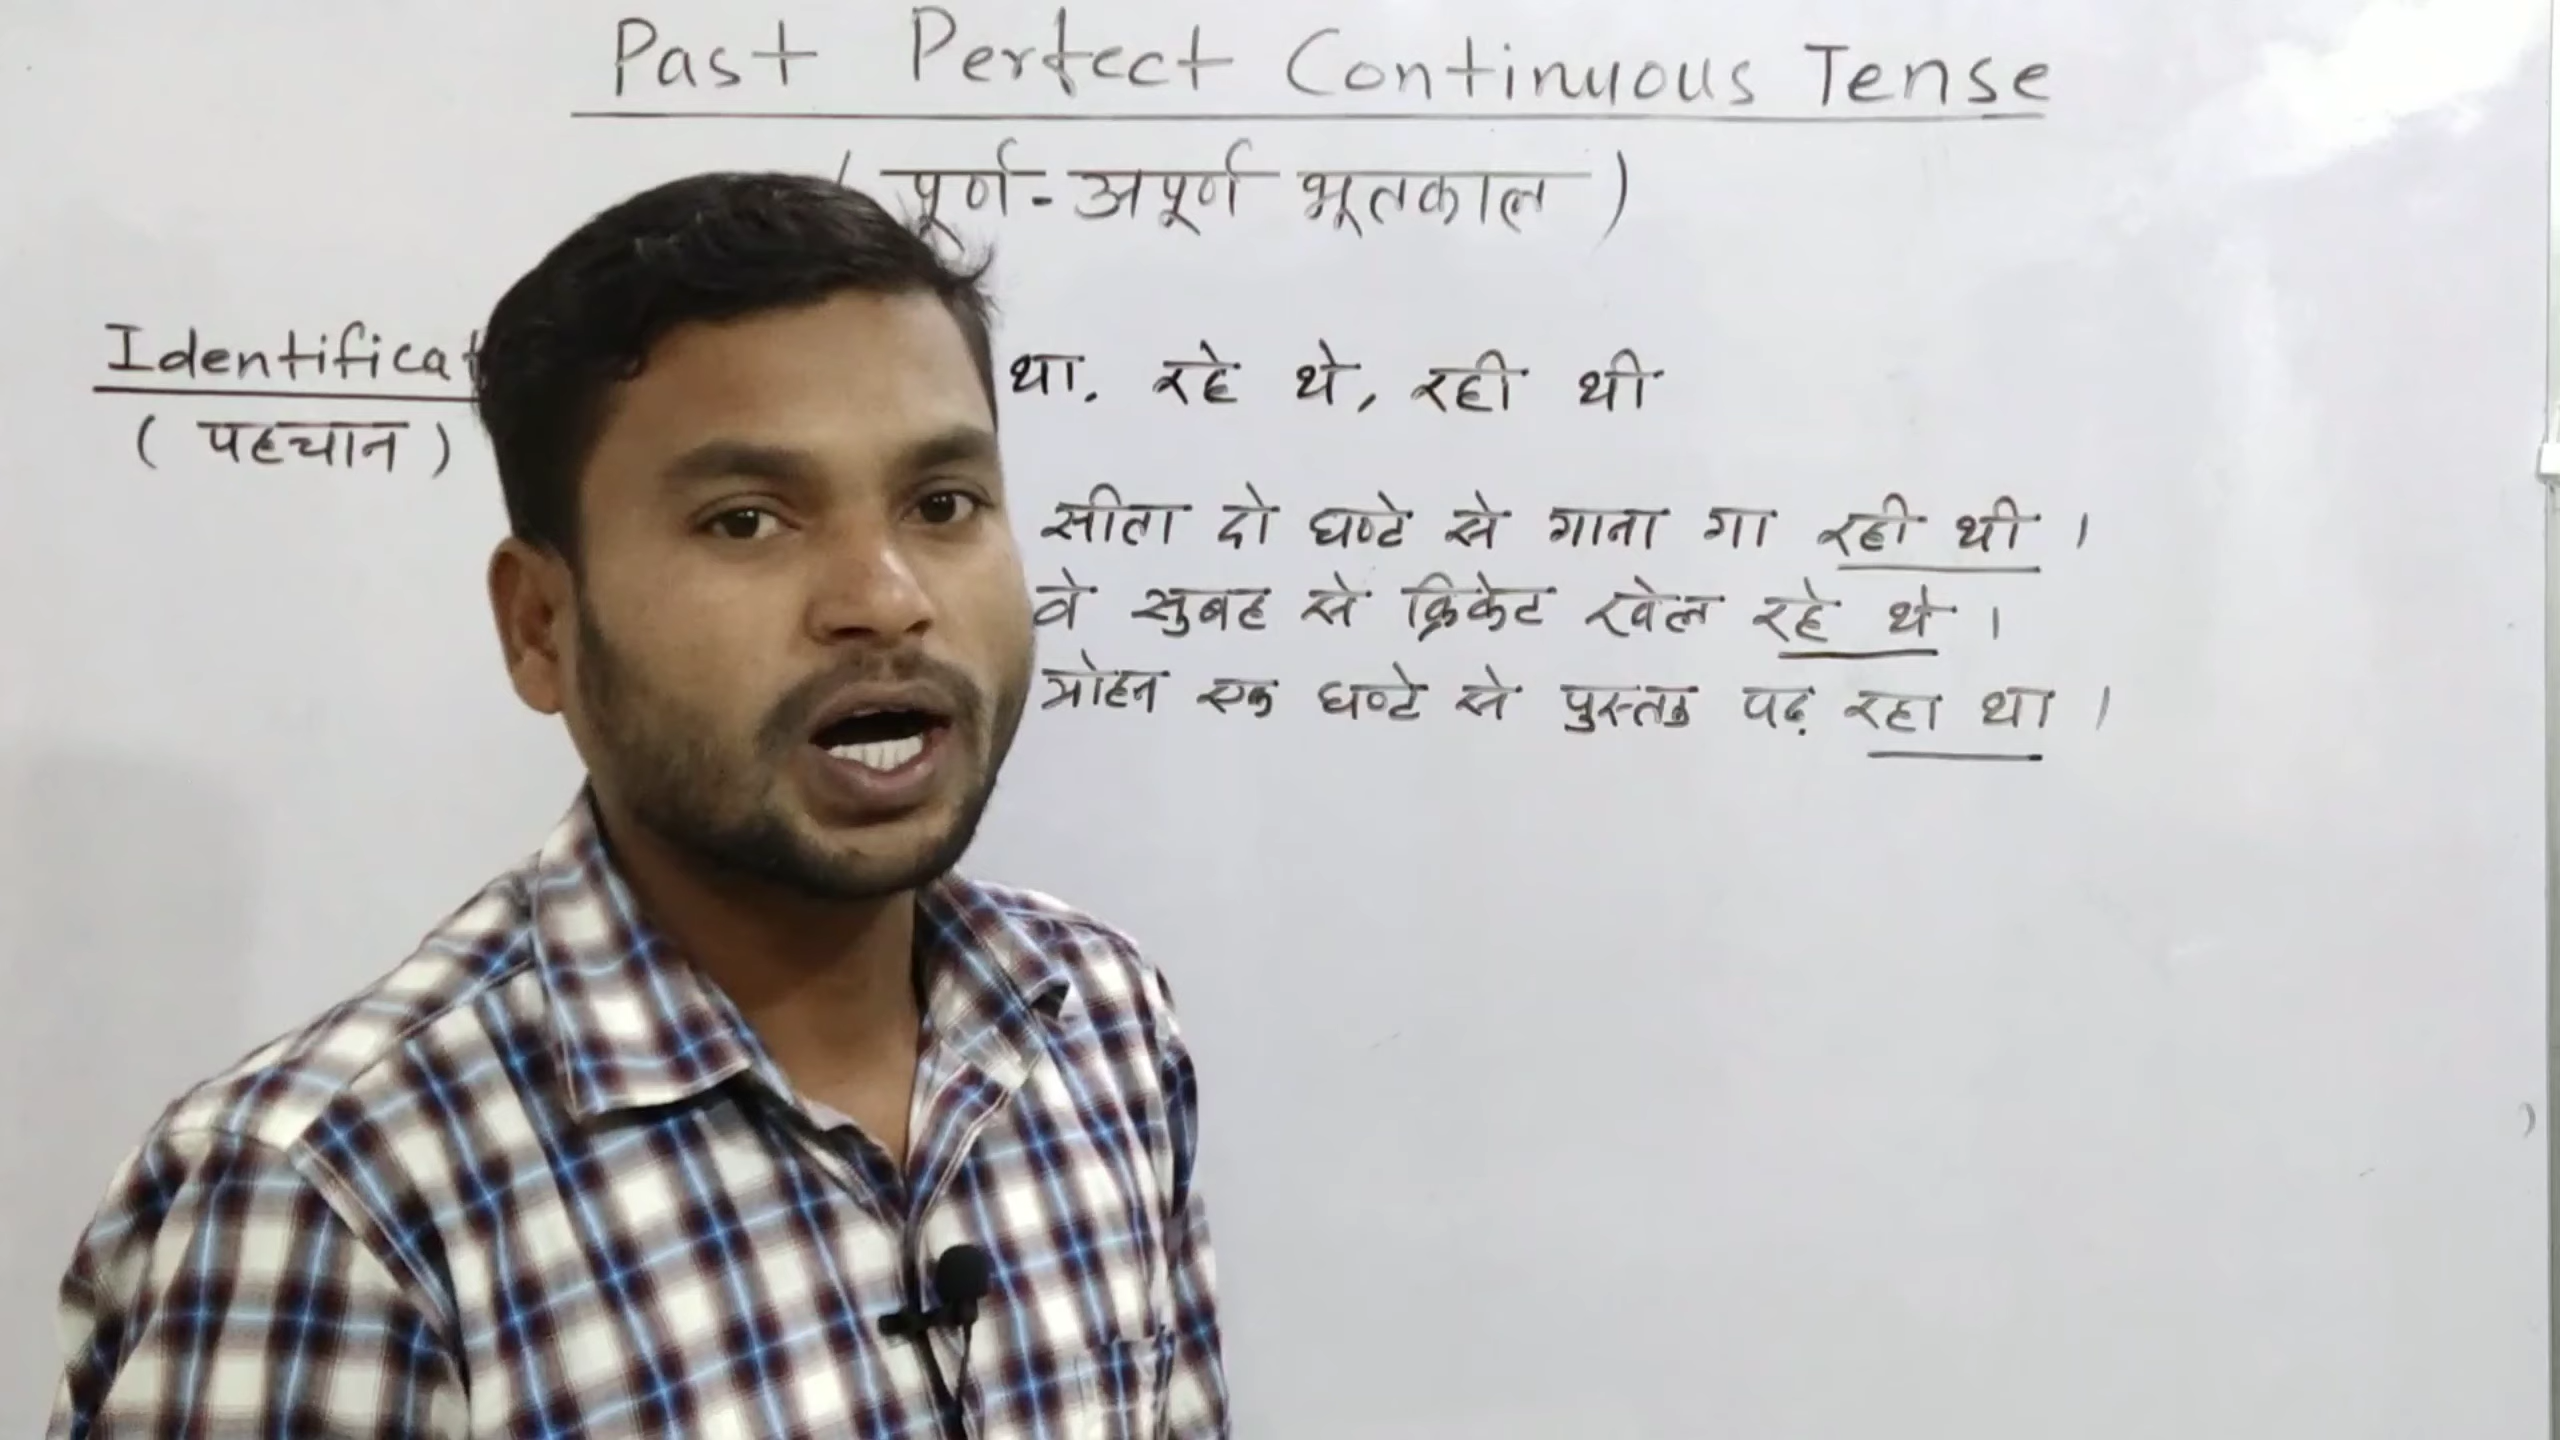 Past Perfect Continuous Tense
(पूर्ण-अपूर्ण भूतकाल)
Identificat था. रहे थे, रही थी
(पहचान)
सीता दो घण्टे से गाना गा रही थी ।
वे सुबह से क्रिकेट खेल रहे थे ।
मोहन एक घण्टे से पुस्तक पढ़ रहा था ।